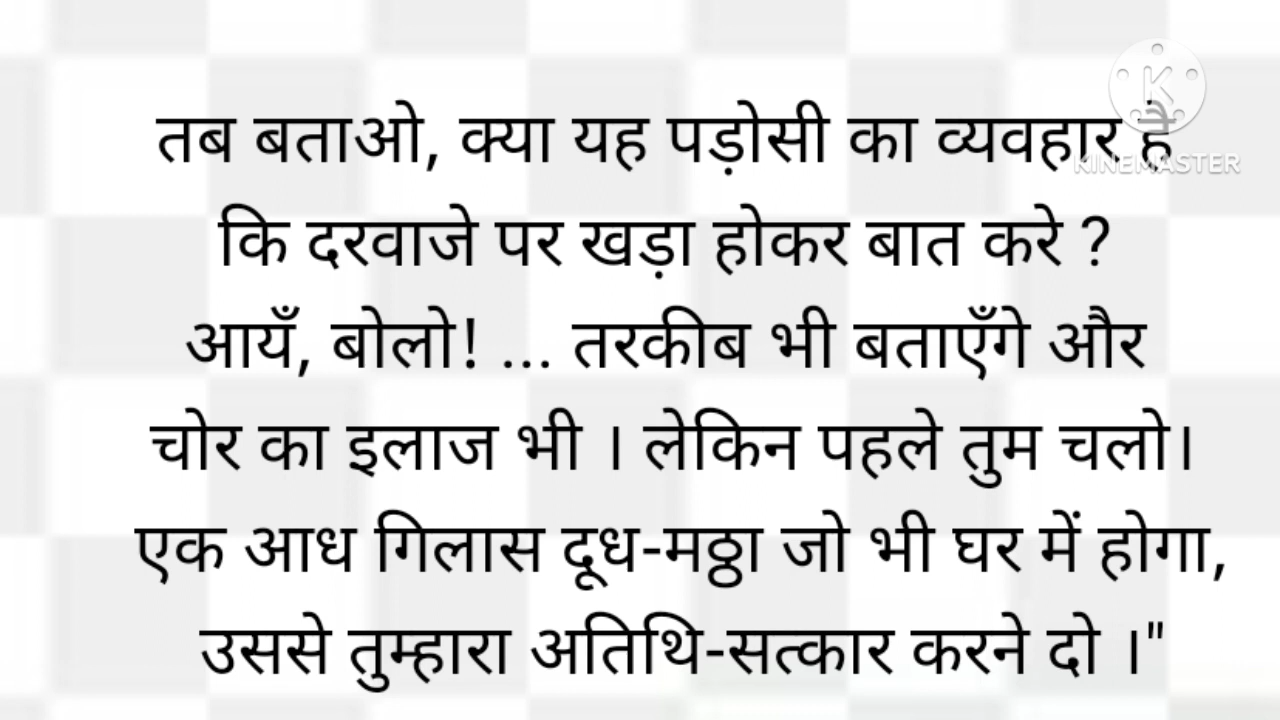 तब बताओ, क्या यह पड़ोसी का व्यवहार है
कि दरवाजे पर खड़ा होकर बात करे ?
आयँ, बोलो! ... तरकीब भी बताएँगे और
चोर का इलाज भी । लेकिन पहले तुम चलो।
एक आध गिलास दूध-मठ्ठा जो भी घर में होगा,
उससे तुम्हारा अतिथि-सत्कार करने दो ।"
K
KINEMASTER